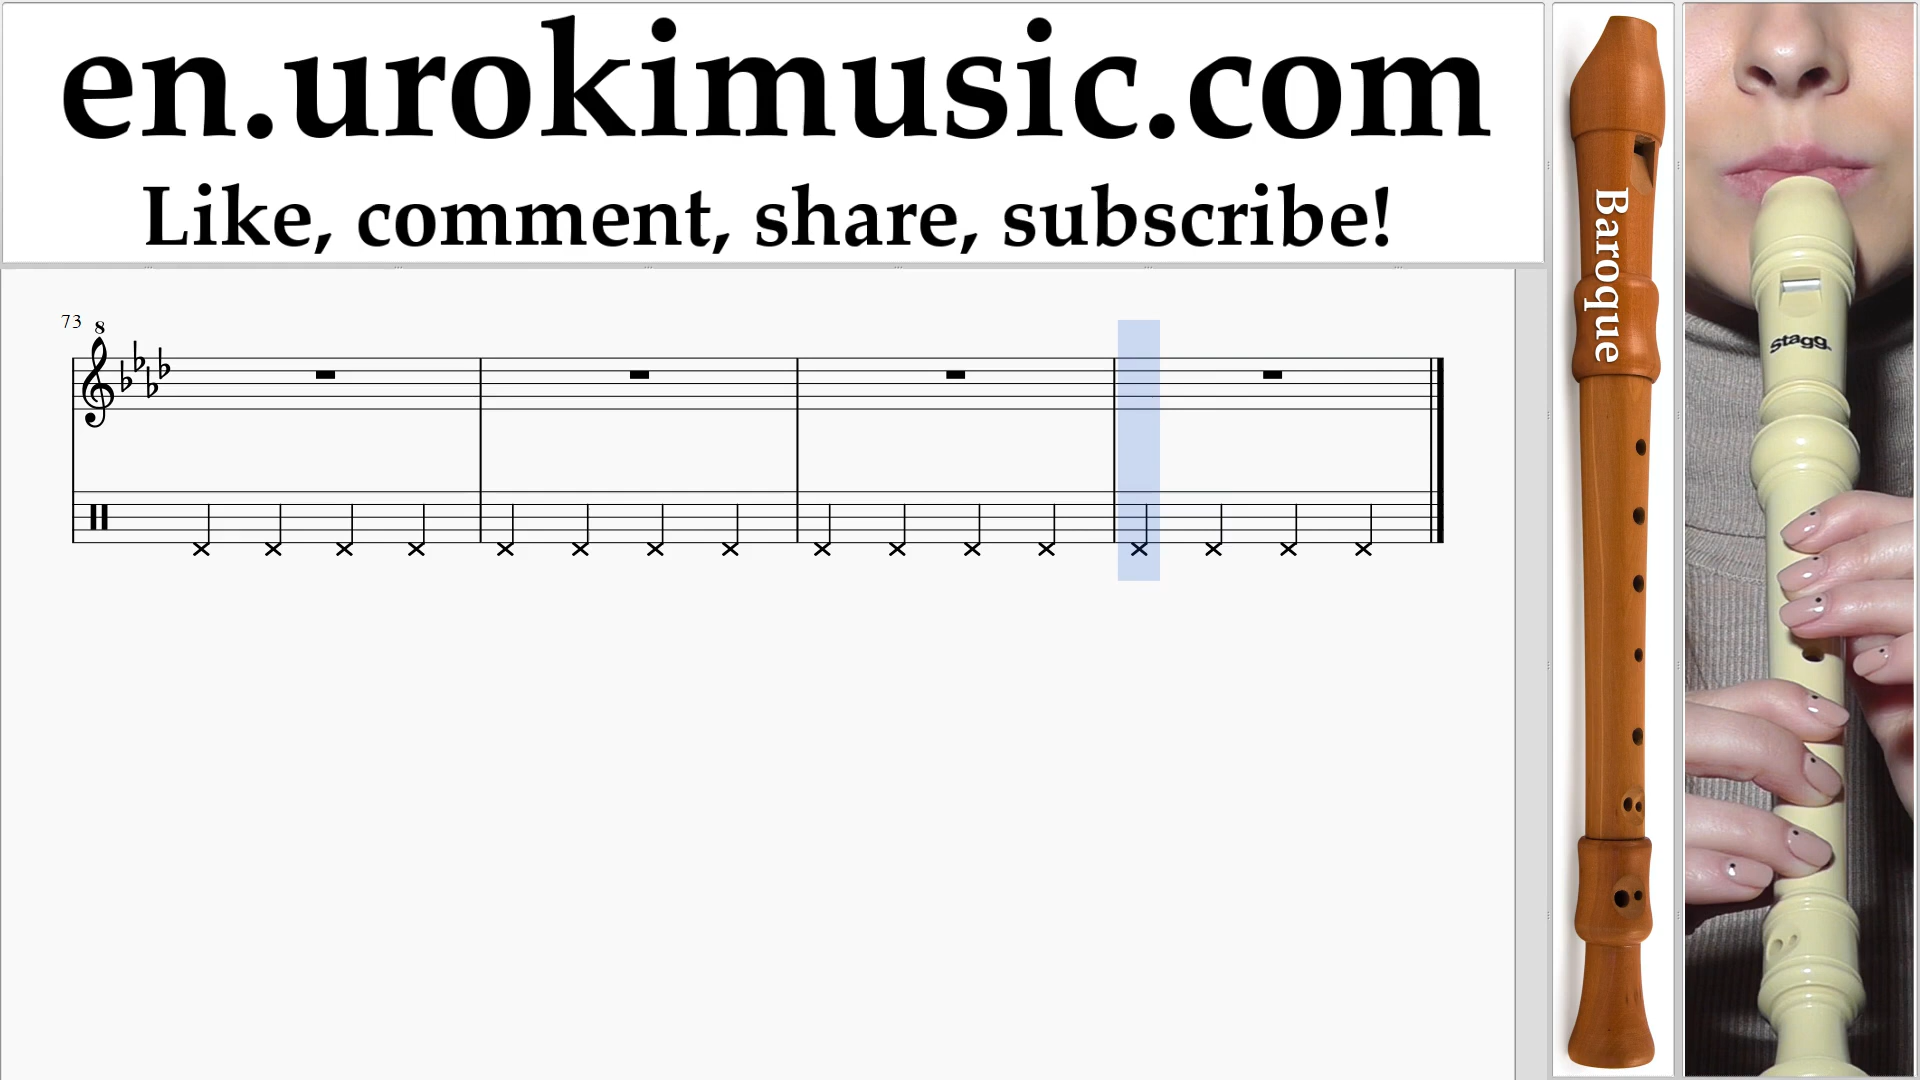 en.urokimusic.com
Like, comment, share, subscribe!
73
8
Baroque
Stagg